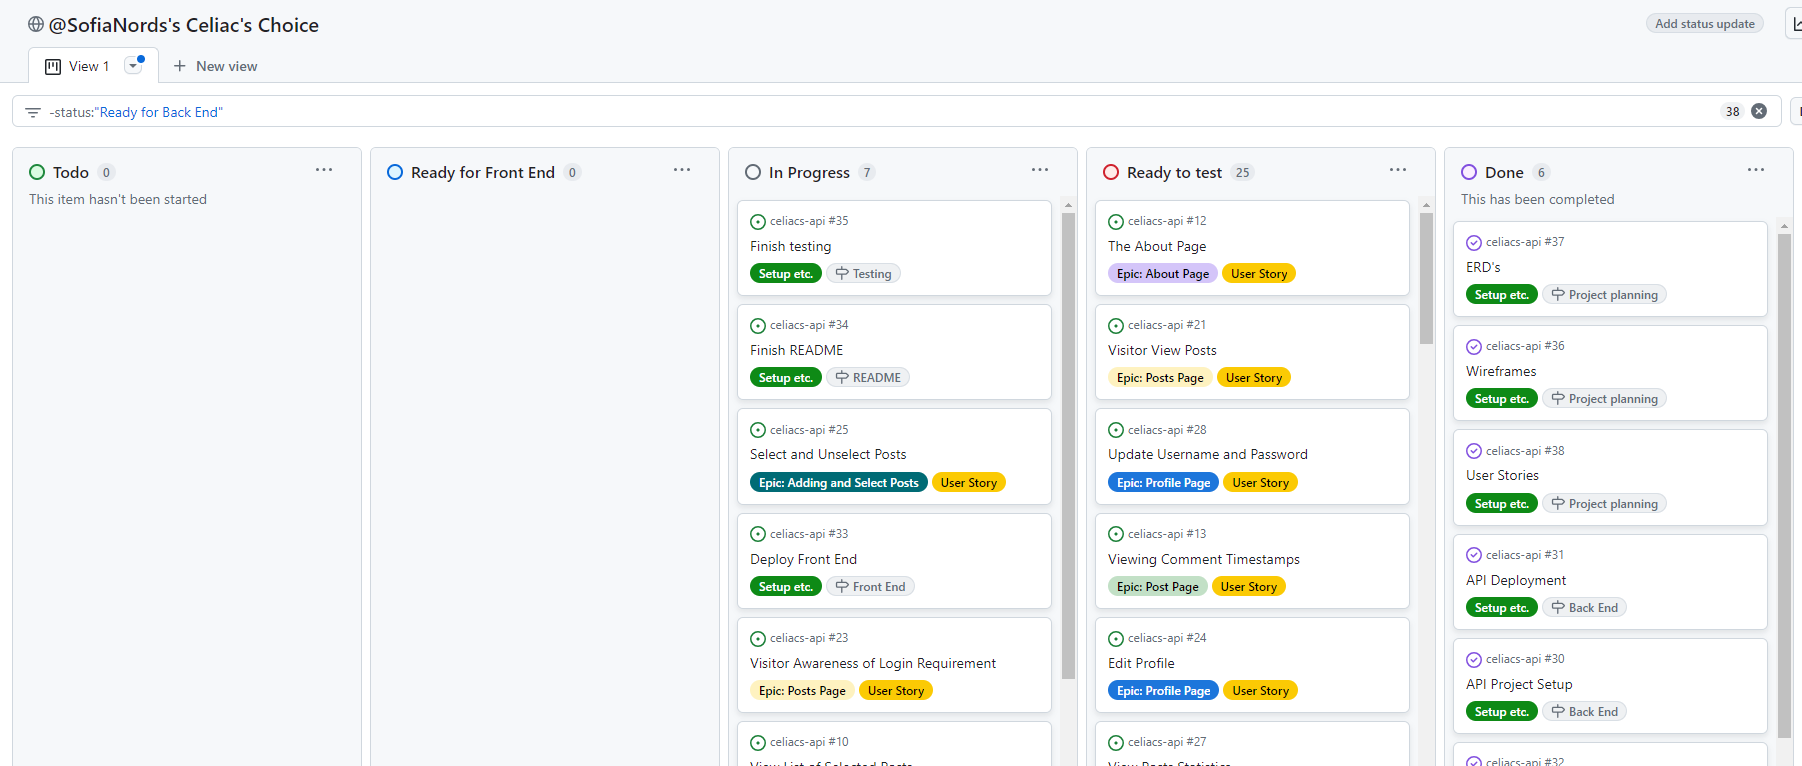 @SofiaNords's Celiac's Choice
Add status update
View 1
New view
-status:"Ready for Back End"
38
Todo 0
This item hasn't been started
Ready for Front End 0
In Progress 7
celiacs-api #35
Finish testing
Setup etc. Testing
celiacs-api #34
Finish README
Setup etc. README
celiacs-api #25
Select and Unselect Posts
Epic: Adding and Select Posts User Story
celiacs-api #33
Deploy Front End
Setup etc. Front End
celiacs-api #23
Visitor Awareness of Login Requirement
Epic: Posts Page User Story
celiacs-api #10
View List of Selected Posts
Ready to test 25
celiacs-api #12
The About Page
Epic: About Page User Story
celiacs-api #21
Visitor View Posts
Epic: Posts Page User Story
celiacs-api #28
Update Username and Password
Epic: Profile Page User Story
celiacs-api #13
Viewing Comment Timestamps
Epic: Post Page User Story
celiacs-api #24
Edit Profile
Epic: Profile Page User Story
celiacs-api #27
View Posts Statistics
Done 6
This has been completed
celiacs-api #37
ERD's
Setup etc. Project planning
celiacs-api #36
Wireframes
Setup etc. Project planning
celiacs-api #38
User Stories
Setup etc. Project planning
celiacs-api #31
API Deployment
Setup etc. Back End
celiacs-api #30
API Project Setup
Setup etc. Back End
celiacs-api #32